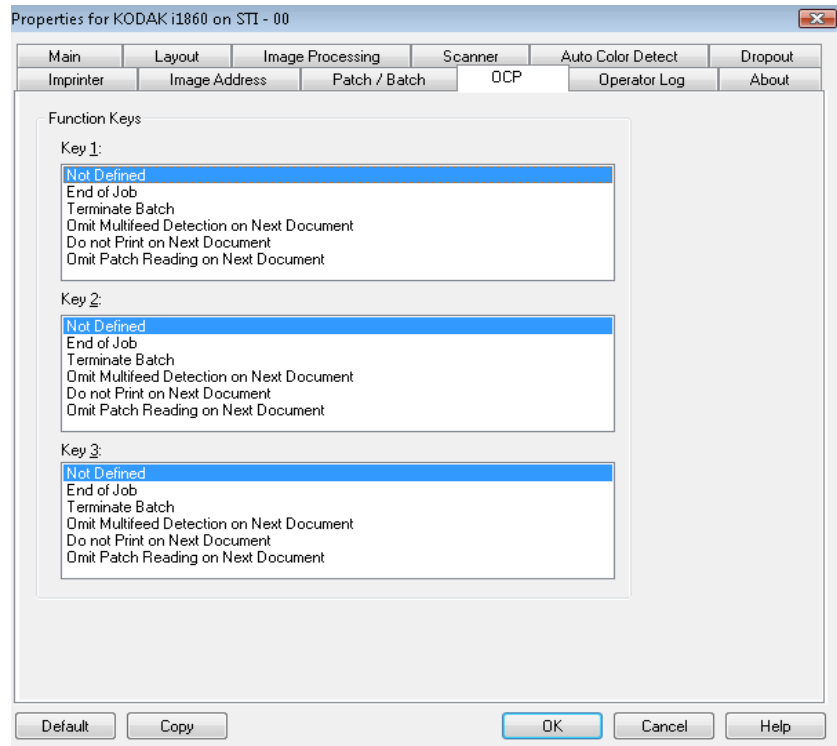 Properties for KODAK i1860 on STI - 00
Main Layout Image Processing Scanner Auto Color Detect Dropout
Imprinter Image Address Patch / Batch OCP Operator Log About
Function Keys
Key 1:
Not Defined
End of Job
Terminate Batch
Omit Multifeed Detection on Next Document
Do not Print on Next Document
Omit Patch Reading on Next Document
Key 2:
Not Defined
End of Job
Terminate Batch
Omit Multifeed Detection on Next Document
Do not Print on Next Document
Omit Patch Reading on Next Document
Key 3:
Not Defined
End of Job
Terminate Batch
Omit Multifeed Detection on Next Document
Do not Print on Next Document
Omit Patch Reading on Next Document
Default Copy OK Cancel Help